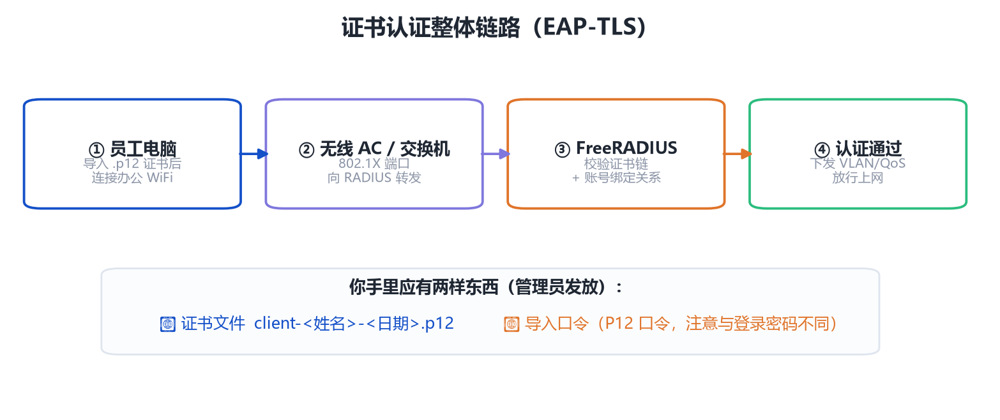 证书认证整体链路（EAP-TLS）
① 员工电脑
导入 .p12 证书后
连接办公 WiFi
② 无线 AC / 交换机
802.1X 端口
向 RADIUS 转发
③ FreeRADIUS
校验证书链
+ 账号绑定关系
④ 认证通过
下发 VLAN/QoS
放行上网
你手里应有两样东西（管理员发放）：
证书文件 client-<姓名>-<日期>.p12
导入口令（P12 口令，注意与登录密码不同）